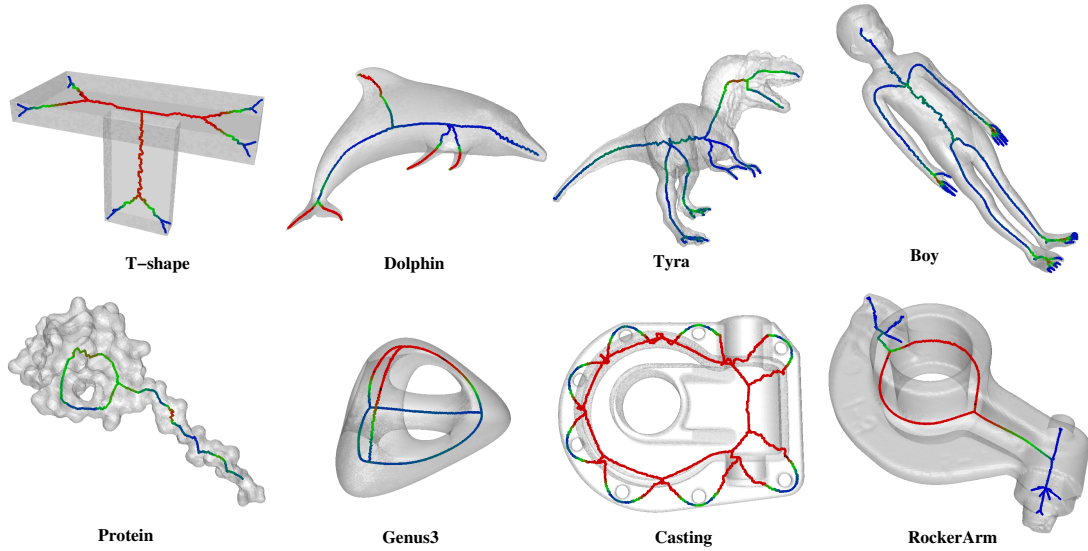 T-shape
Dolphin
Tyra
Boy
Protein
Genus3
Casting
RockerArm